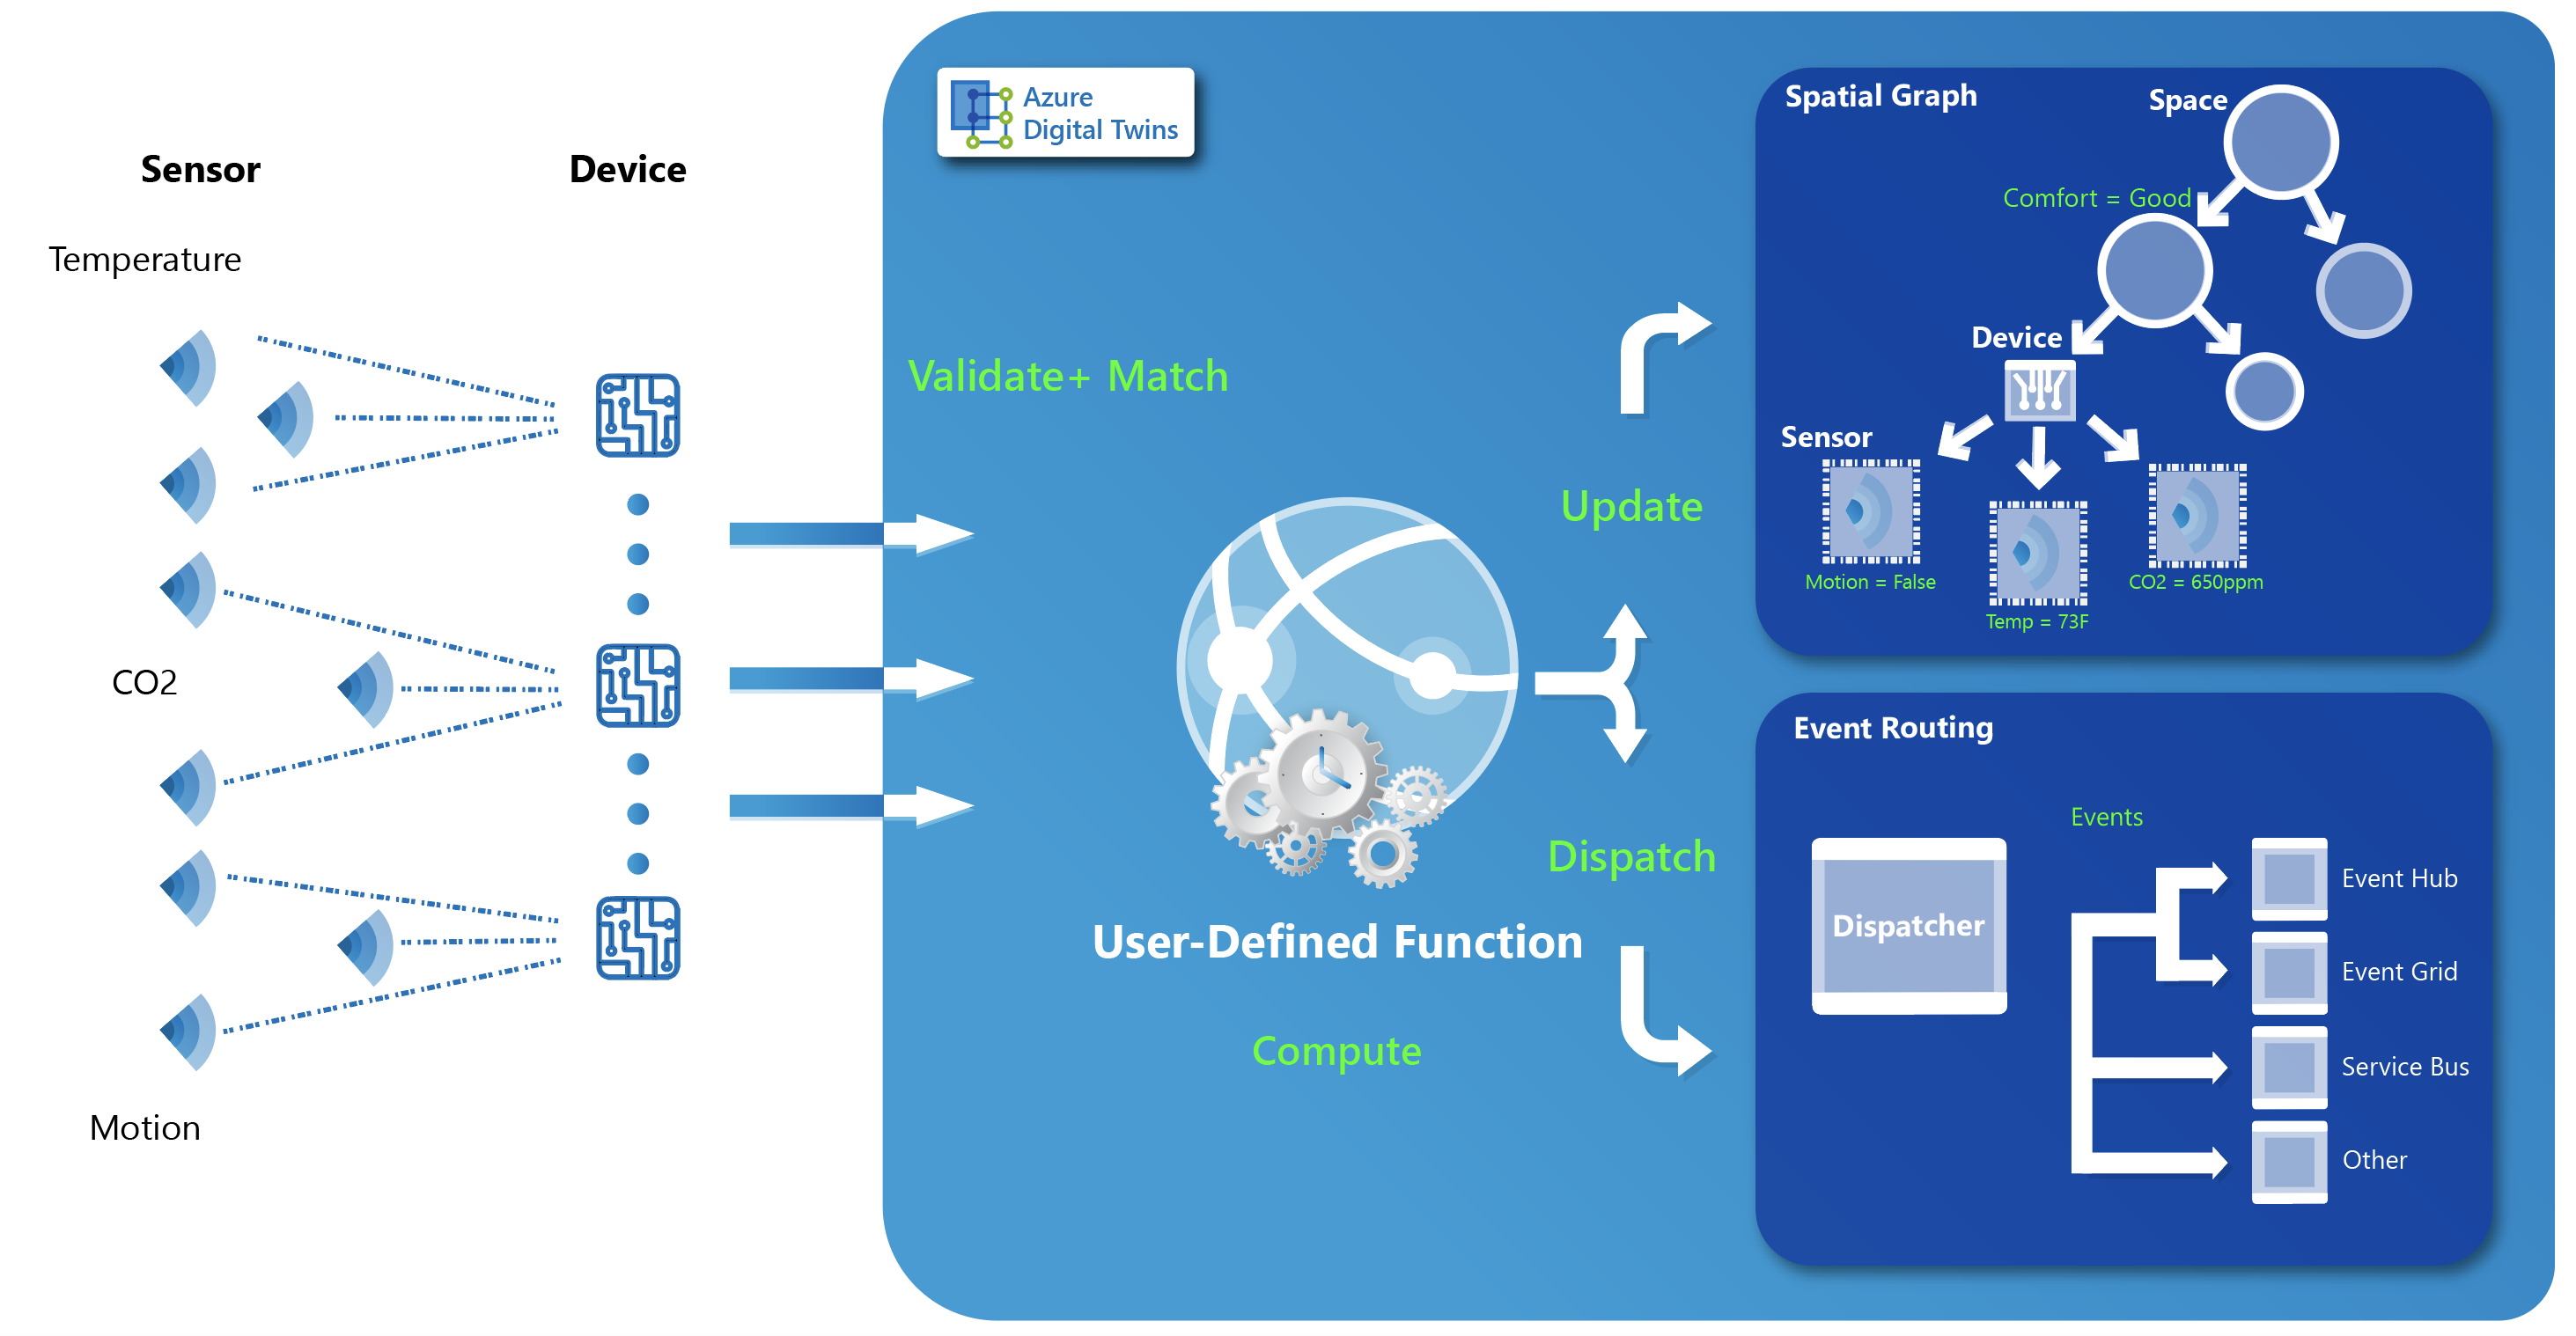 Sensor
Device
Temperature
CO2
Motion
Azure
Digital Twins
Validate+ Match
User-Defined Function
Compute
Update
Dispatch
Spatial Graph
Space
Comfort = Good
Device
Sensor
Motion = False
Temp = 73F
CO2 = 650ppm
Event Routing
Events
Dispatcher
Event Hub
Event Grid
Service Bus
Other